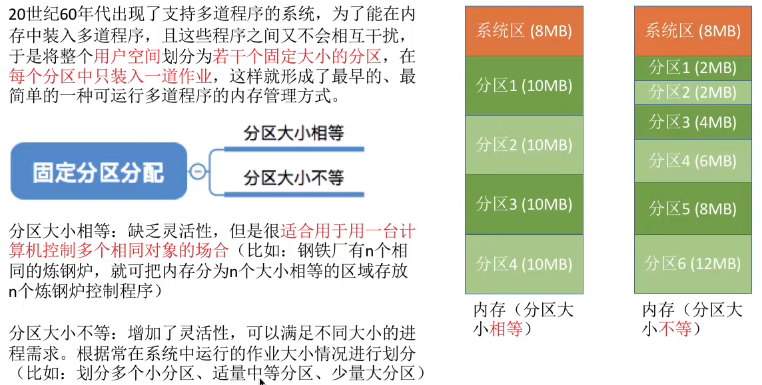 20世纪60年代出现了支持多道程序的系统，为了能在内
存中装入多道程序，且这些程序之间又不会相互干扰，
于是将整个用户空间划分为若干个固定大小的分区，在
每个分区中只装入一道作业，这样就形成了最早的、最
简单的一种可运行多道程序的内存管理方式。
固定分区分配
分区大小相等
分区大小不等
分区大小相等：缺乏灵活性，但是很适合用于用一台计
算机控制多个相同对象的场合（比如：钢铁厂有n个相
同的炼钢炉，就可把内存分为n个大小相等的区域存放
n个炼钢炉控制程序）
分区大小不等：增加了灵活性，可以满足不同大小的进
程需求。根据常在系统中运行的作业大小情况进行划分
（比如：划分多个小分区、适量中等分区、少量大分区）
系统区 (8MB)
分区1 (10MB)
分区2 (10MB)
分区3 (10MB)
分区4 (10MB)
内存（分区大
小相等）
系统区 (8MB)
分区1 (2MB)
分区2 (2MB)
分区3 (4MB)
分区4 (6MB)
分区5 (8MB)
分区6 (12MB)
内存（分区大
小不等）